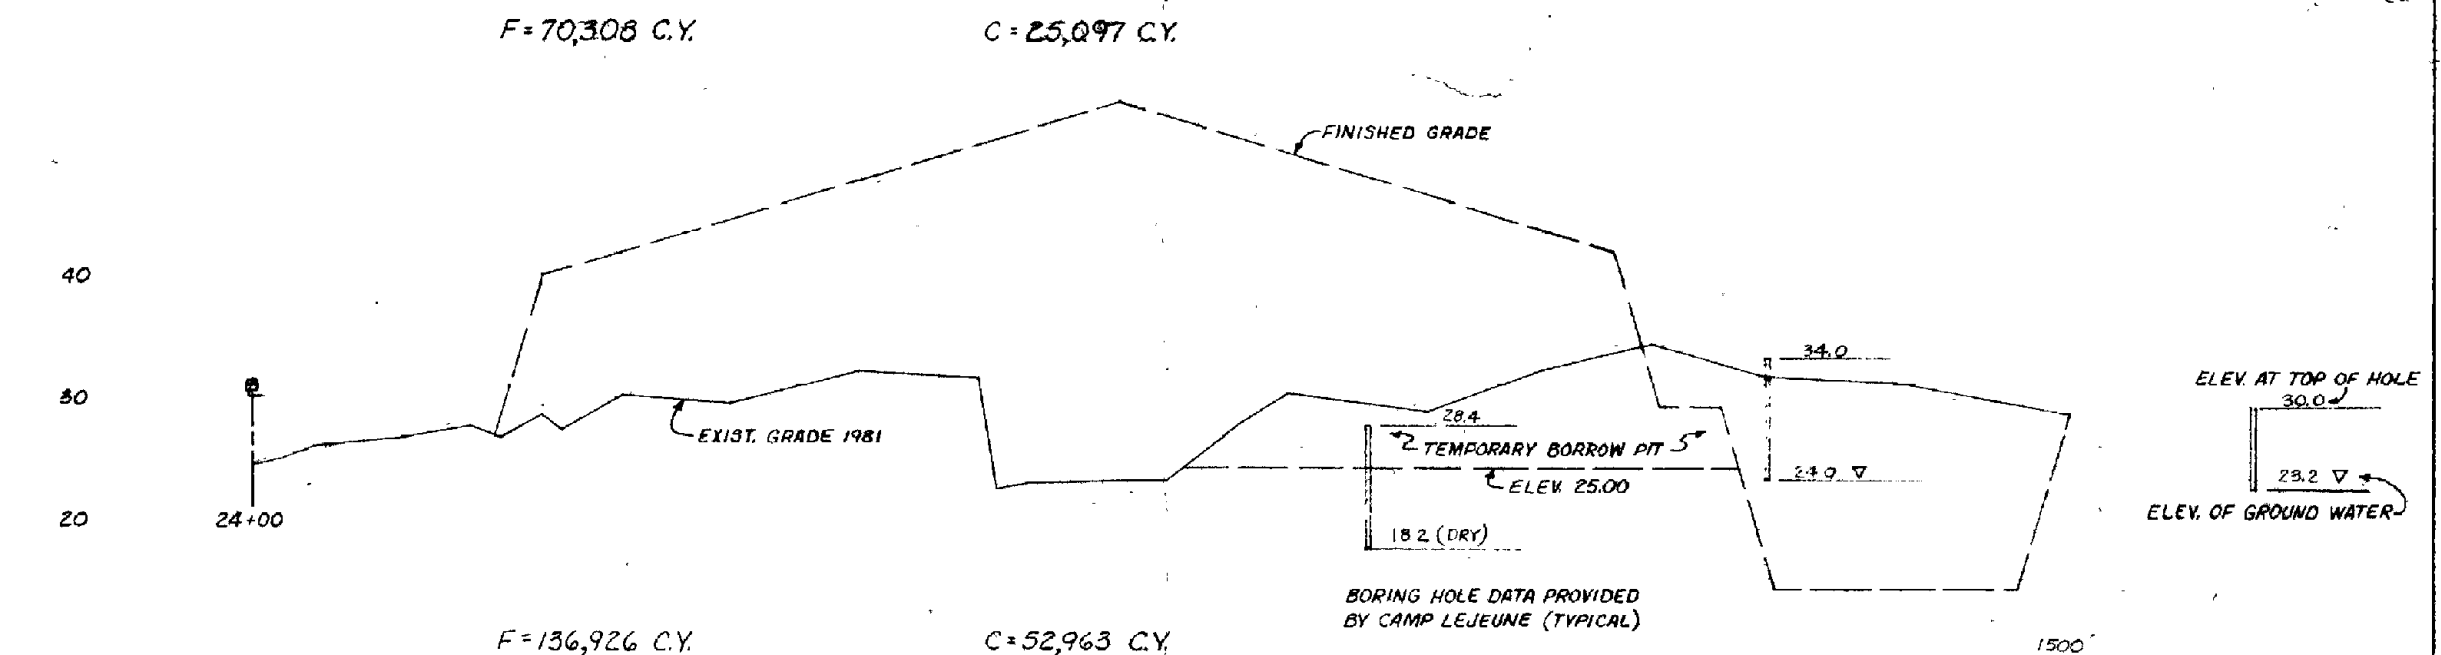 F = 70,308 C.Y. C = 25,097 C.Y.
FINISHED GRADE
40
34.0
30
ELEV. AT TOP OF HOLE
30.0
28.4
EXIST. GRADE 1981
TEMPORARY BORROW PIT
24.0 ▽
23.2 ▽
ELEV. 25.00
ELEV. OF GROUND WATER
20
24+00
18.2 (DRY)
BORING HOLE DATA PROVIDED
BY CAMP LEJEUNE (TYPICAL)
F = 136,926 C.Y. C = 52,963 C.Y.
1500'